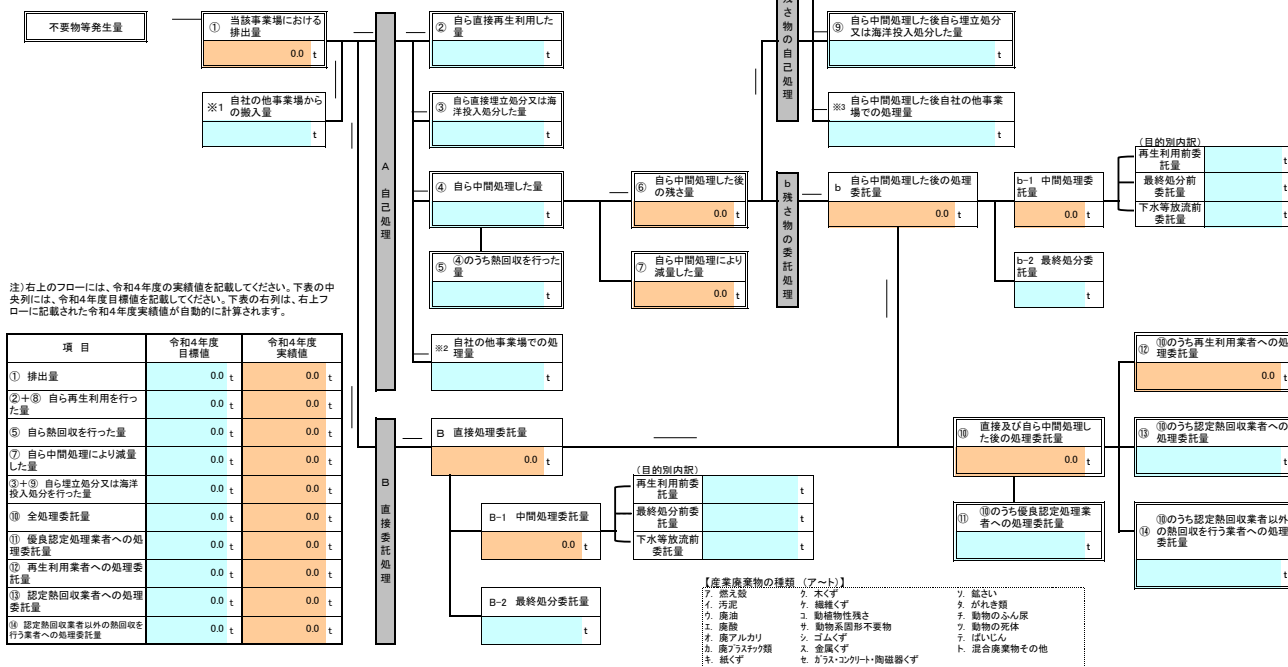 不要物等発生量
①
当該事業場における
排出量
0.0 t
※1
自社の他事業場から
の搬入量
t
A
自
己
処
理
②
自ら直接再生利用した
量
t
③
自ら直接埋立処分又は海
洋投入処分した量
t
④ 自ら中間処理した量
t
⑤
④のうち熱回収を行った
量
t
※2
自社の他事業場での処
理量
t
⑥
自ら中間処理した後
の残さ量
0.0 t
⑦
自ら中間処理により
減量した量
0.0 t
さ
物
の
自
己
処
理
⑨
自ら中間処理した後自ら埋立処分
又は海洋投入処分した量
t
※3
自ら中間処理した後自社の他事業
場での処理量
t
b
残
さ
物
の
委
託
処
理
b
自ら中間処理した後の処理
委託量
0.0 t
b-1 中間処理委
託量
0.0 t
b-2 最終処分委
託量
t
(目的別内訳)
再生利用前委
託量
t
最終処分前
委託量
t
下水等放流前
委託量
t
注)右上のフローには、令和4年度の実績値を記載してください。下表の中
央列には、令和4年度目標値を記載してください。下表の右列は、右上フ
ローに記載された令和4年度実績値が自動的に計算されます。
項 目
令和4年度
目標値
令和4年度
実績値
① 排出量 0.0 t 0.0 t
②+⑧ 自ら再生利用を行っ
た量 0.0 t 0.0 t
⑤ 自ら熱回収を行った量 0.0 t 0.0 t
⑦ 自ら中間処理により減量
した量 0.0 t 0.0 t
③+⑨ 自ら埋立処分又は海洋
投入処分を行った量 0.0 t 0.0 t
⑩ 全処理委託量 0.0 t 0.0 t
⑪ 優良認定処理業者への処
理委託量 0.0 t 0.0 t
⑫ 再生利用業者への処理委
託量 0.0 t 0.0 t
⑬ 認定熱回収業者への処理
委託量 0.0 t 0.0 t
⑭ 認定熱回収業者以外の熱回収を
行う業者への処理委託量 0.0 t 0.0 t
B
直
接
委
託
処
理
B 直接処理委託量
0.0 t
B-1 中間処理委託量
0.0 t
B-2 最終処分委託量
t
(目的別内訳)
再生利用前委
託量
t
最終処分前委
託量
t
下水等放流前
委託量
t
⑩
直接及び自ら中間処理し
た後の処理委託量
0.0 t
⑪
⑩のうち優良認定処理業
者への処理委託量
t
⑫
⑩のうち再生利用業者への処
理委託量
0.0 t
⑬
⑩のうち認定熱回収業者への
処理委託量
t
⑭
⑩のうち認定熱回収業者以外
の熱回収を行う業者への処理
委託量
t
【産業廃棄物の種類 (ア~ト)】
ア. 燃え殻
イ. 汚泥
ウ. 廃油
エ. 廃酸
オ. 廃アルカリ
カ. 廃プラスチック類
キ. 紙くず
ク. 木くず
ケ. 繊維くず
コ. 動植物性残さ
サ. 動物系固形不要物
シ. ゴムくず
ス. 金属くず
セ. ガラス・コンクリート・陶磁器くず
ソ. 鉱さい
タ. がれき類
チ. 動物のふん尿
ツ. 動物の死体
テ. ばいじん
ト. 混合廃棄物その他